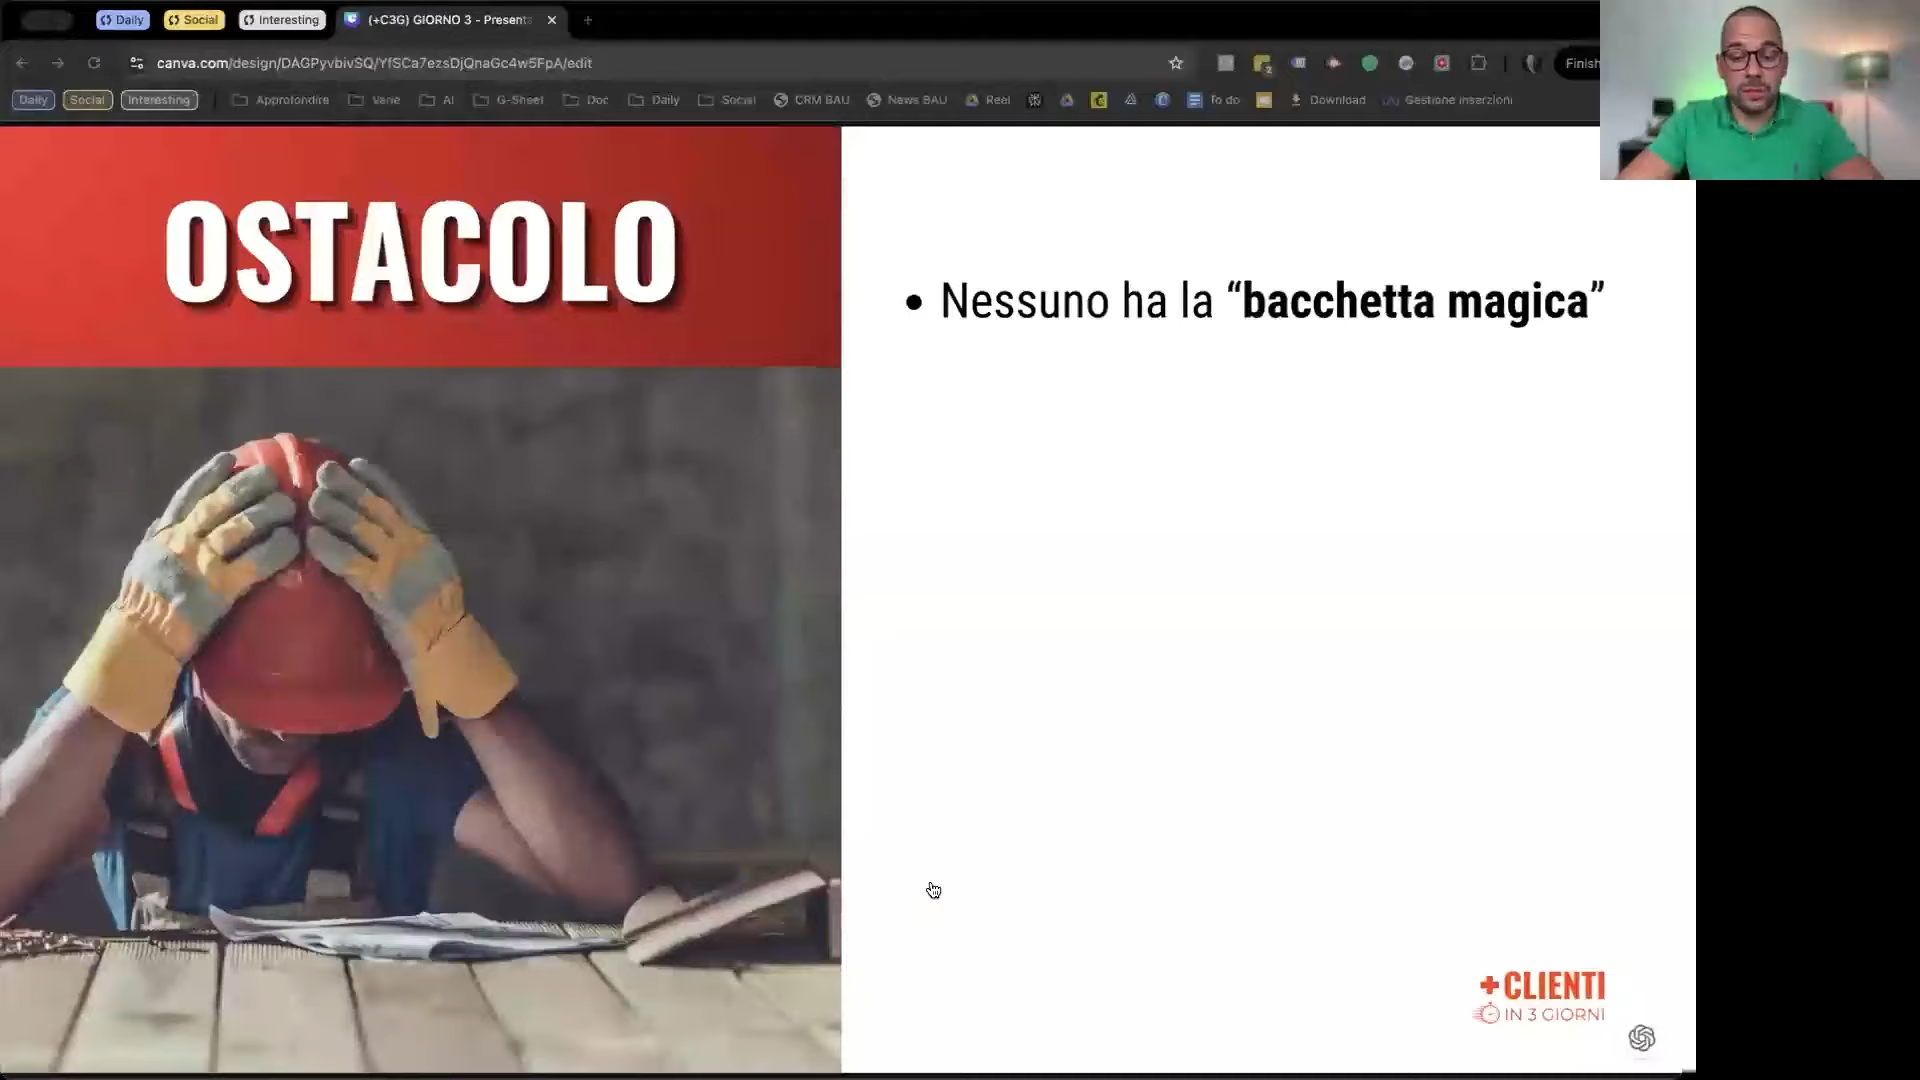 Daily
Social
Interesting
(+C3G) GIORNO 3 - Present
canva.com/design/DAGPyvbivSQ/YfSCa7ezsDjQnaGc4w5FpA/edit
Finish
Daily
Social
Interesting
Approfondire
Varie
AI
G-Sheet
Doc
Daily
Social
CRM BAU
News BAU
Reel
To do
Download
Gestione inserzioni
OSTACOLO
• Nessuno ha la “bacchetta magica”
+CLIENTI
IN 3 GIORNI